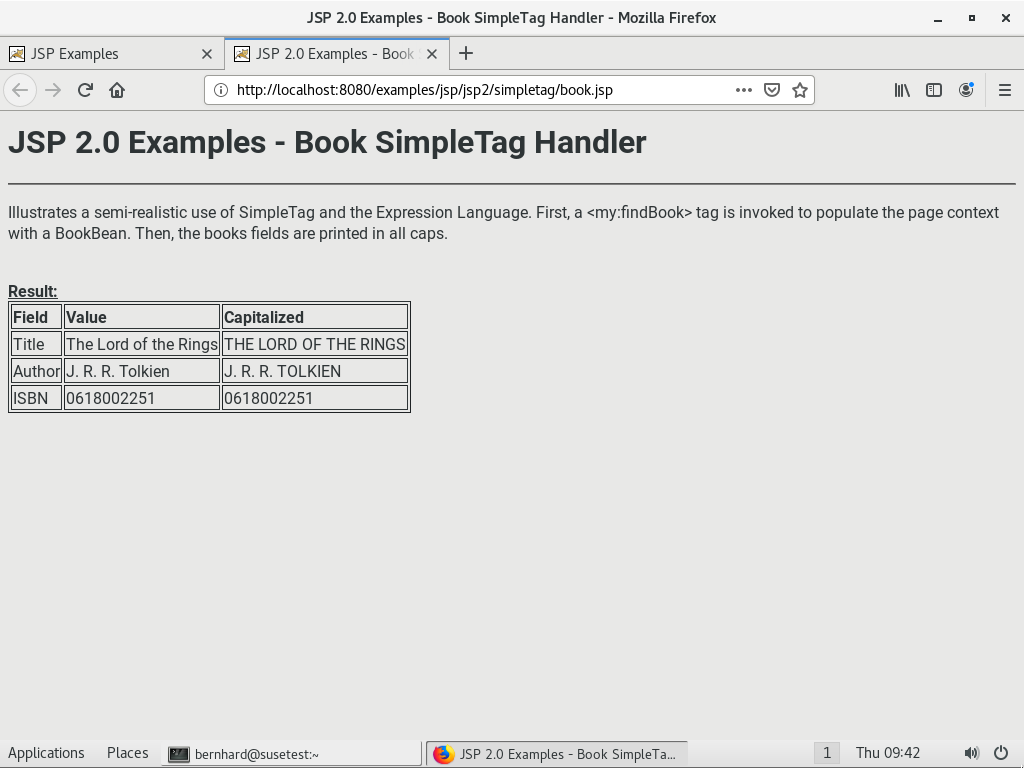 JSP 2.0 Examples - Book SimpleTag Handler - Mozilla Firefox
JSP Examples
JSP 2.0 Examples - Book
http://localhost:8080/examples/jsp/jsp2/simpletag/book.jsp
JSP 2.0 Examples - Book SimpleTag Handler
Illustrates a semi-realistic use of SimpleTag and the Expression Language. First, a <my:findBook> tag is invoked to populate the page context
with a BookBean. Then, the books fields are printed in all caps.
Result:
Field Value Capitalized
Title The Lord of the Rings THE LORD OF THE RINGS
Author J. R. R. Tolkien J. R. R. TOLKIEN
ISBN 0618002251 0618002251
Applications Places bernhard@susetest:~ JSP 2.0 Examples - Book SimpleTa... 1 Thu 09:42